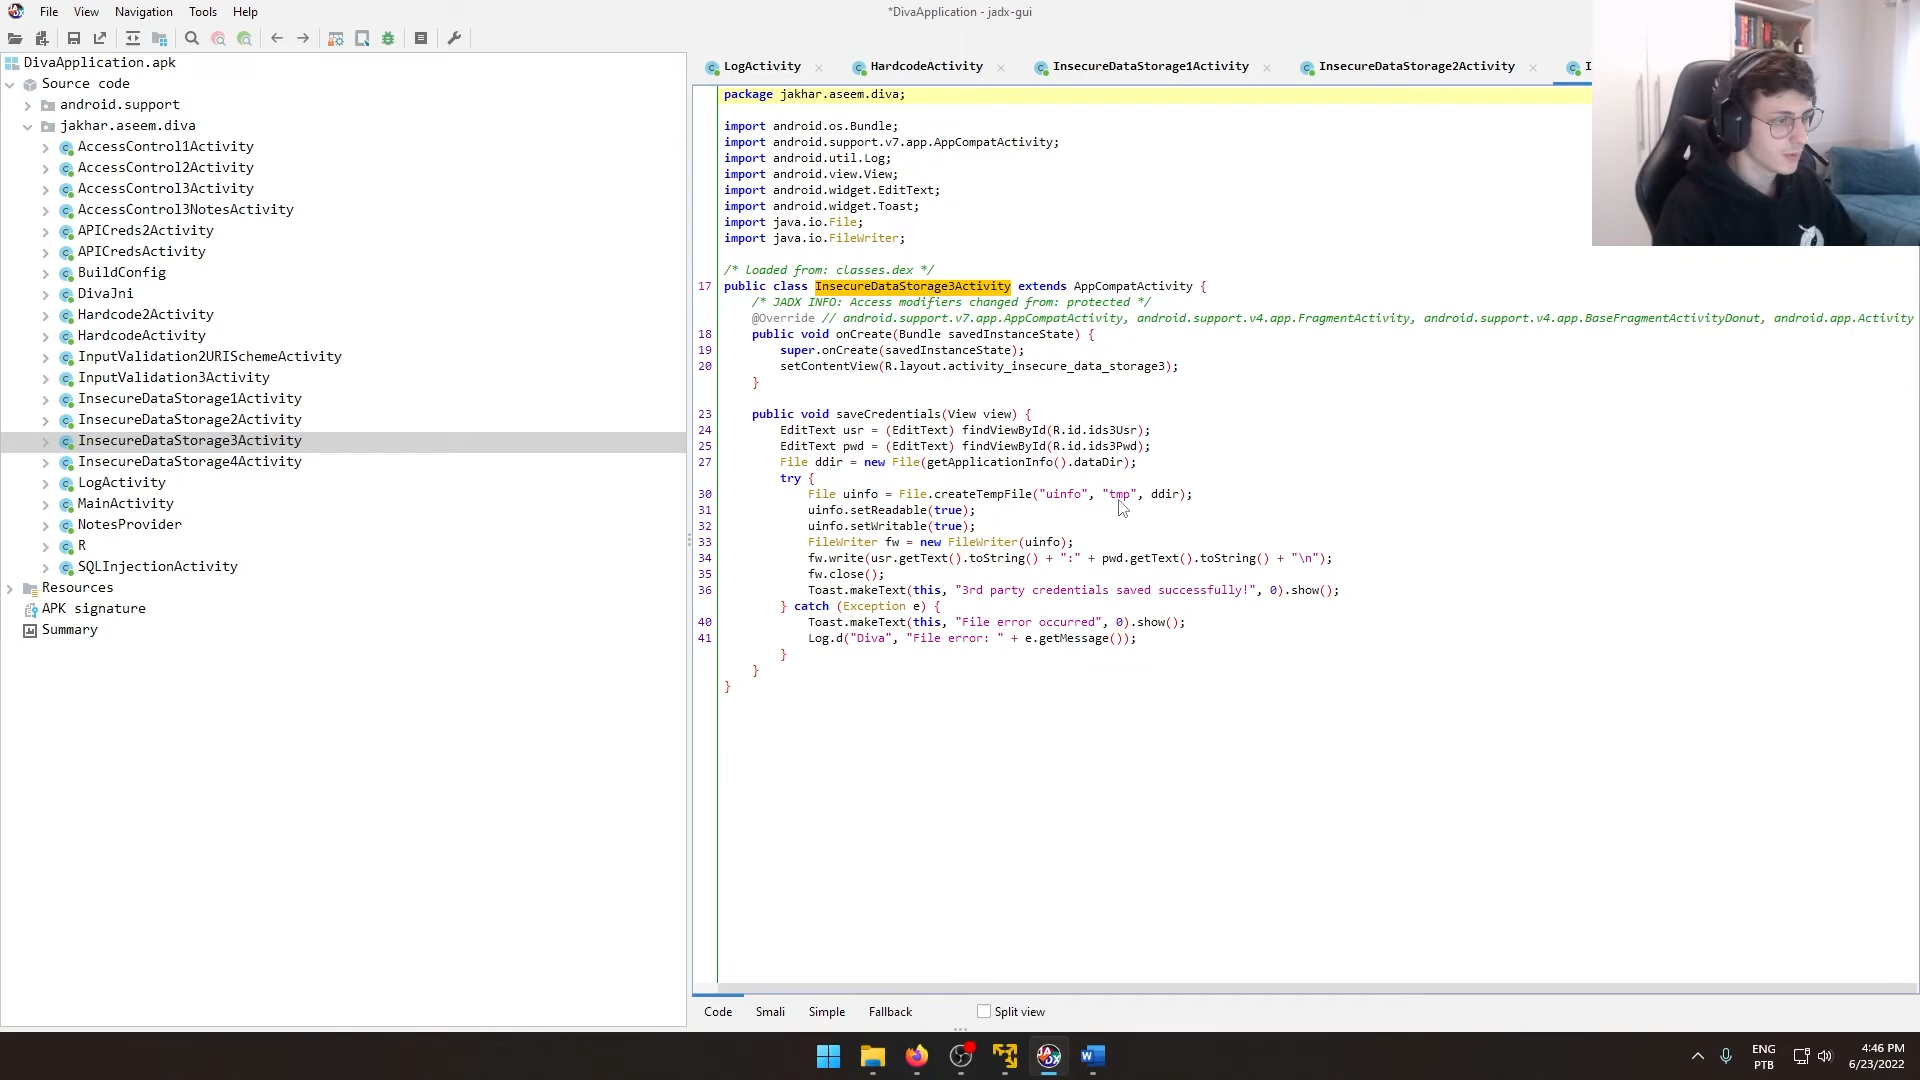 File View Navigation Tools Help
*DivaApplication - jadx-gui
DivaApplication.apk
Source code
android.support
jakhar.aseem.diva
AccessControl1Activity
AccessControl2Activity
AccessControl3Activity
AccessControl3NotesActivity
APICreds2Activity
APICredsActivity
BuildConfig
DivaJni
Hardcode2Activity
HardcodeActivity
InputValidation2URISchemeActivity
InputValidation3Activity
InsecureDataStorage1Activity
InsecureDataStorage2Activity
InsecureDataStorage3Activity
InsecureDataStorage4Activity
LogActivity
MainActivity
NotesProvider
R
SQLInjectionActivity
Resources
APK signature
Summary
LogActivity HardcodeActivity InsecureDataStorage1Activity InsecureDataStorage2Activity I
package jakhar.aseem.diva;
import android.os.Bundle;
import android.support.v7.app.AppCompatActivity;
import android.util.Log;
import android.view.View;
import android.widget.EditText;
import android.widget.Toast;
import java.io.File;
import java.io.FileWriter;
/* loaded from: classes.dex */
17 public class InsecureDataStorage3Activity extends AppCompatActivity {
/* JADX INFO: Access modifiers changed from: protected */
@Override // android.support.v7.app.AppCompatActivity, android.support.v4.app.FragmentActivity, android.support.v4.app.BaseFragmentActivityDonut, android.app.Activity
18 public void onCreate(Bundle savedInstanceState) {
19 super.onCreate(savedInstanceState);
20 setContentView(R.layout.activity_insecure_data_storage3);
}
23 public void saveCredentials(View view) {
24 EditText usr = (EditText) findViewById(R.id.ids3Usr);
25 EditText pwd = (EditText) findViewById(R.id.ids3Pwd);
27 File ddir = new File(getApplicationInfo().dataDir);
try {
30 File uinfo = File.createTempFile("uinfo", "tmp", ddir);
31 uinfo.setReadable(true);
32 uinfo.setWritable(true);
33 FileWriter fw = new FileWriter(uinfo);
34 fw.write(usr.getText().toString() + ":" + pwd.getText().toString() + "\n");
35 fw.close();
36 Toast.makeText(this, "3rd party credentials saved successfully!", 0).show();
} catch (Exception e) {
40 Toast.makeText(this, "File error occurred", 0).show();
41 Log.d("Diva", "File error: " + e.getMessage());
}
}
}
Code Smali Simple Fallback Split view
ENG
PTB
4:46 PM
6/23/2022